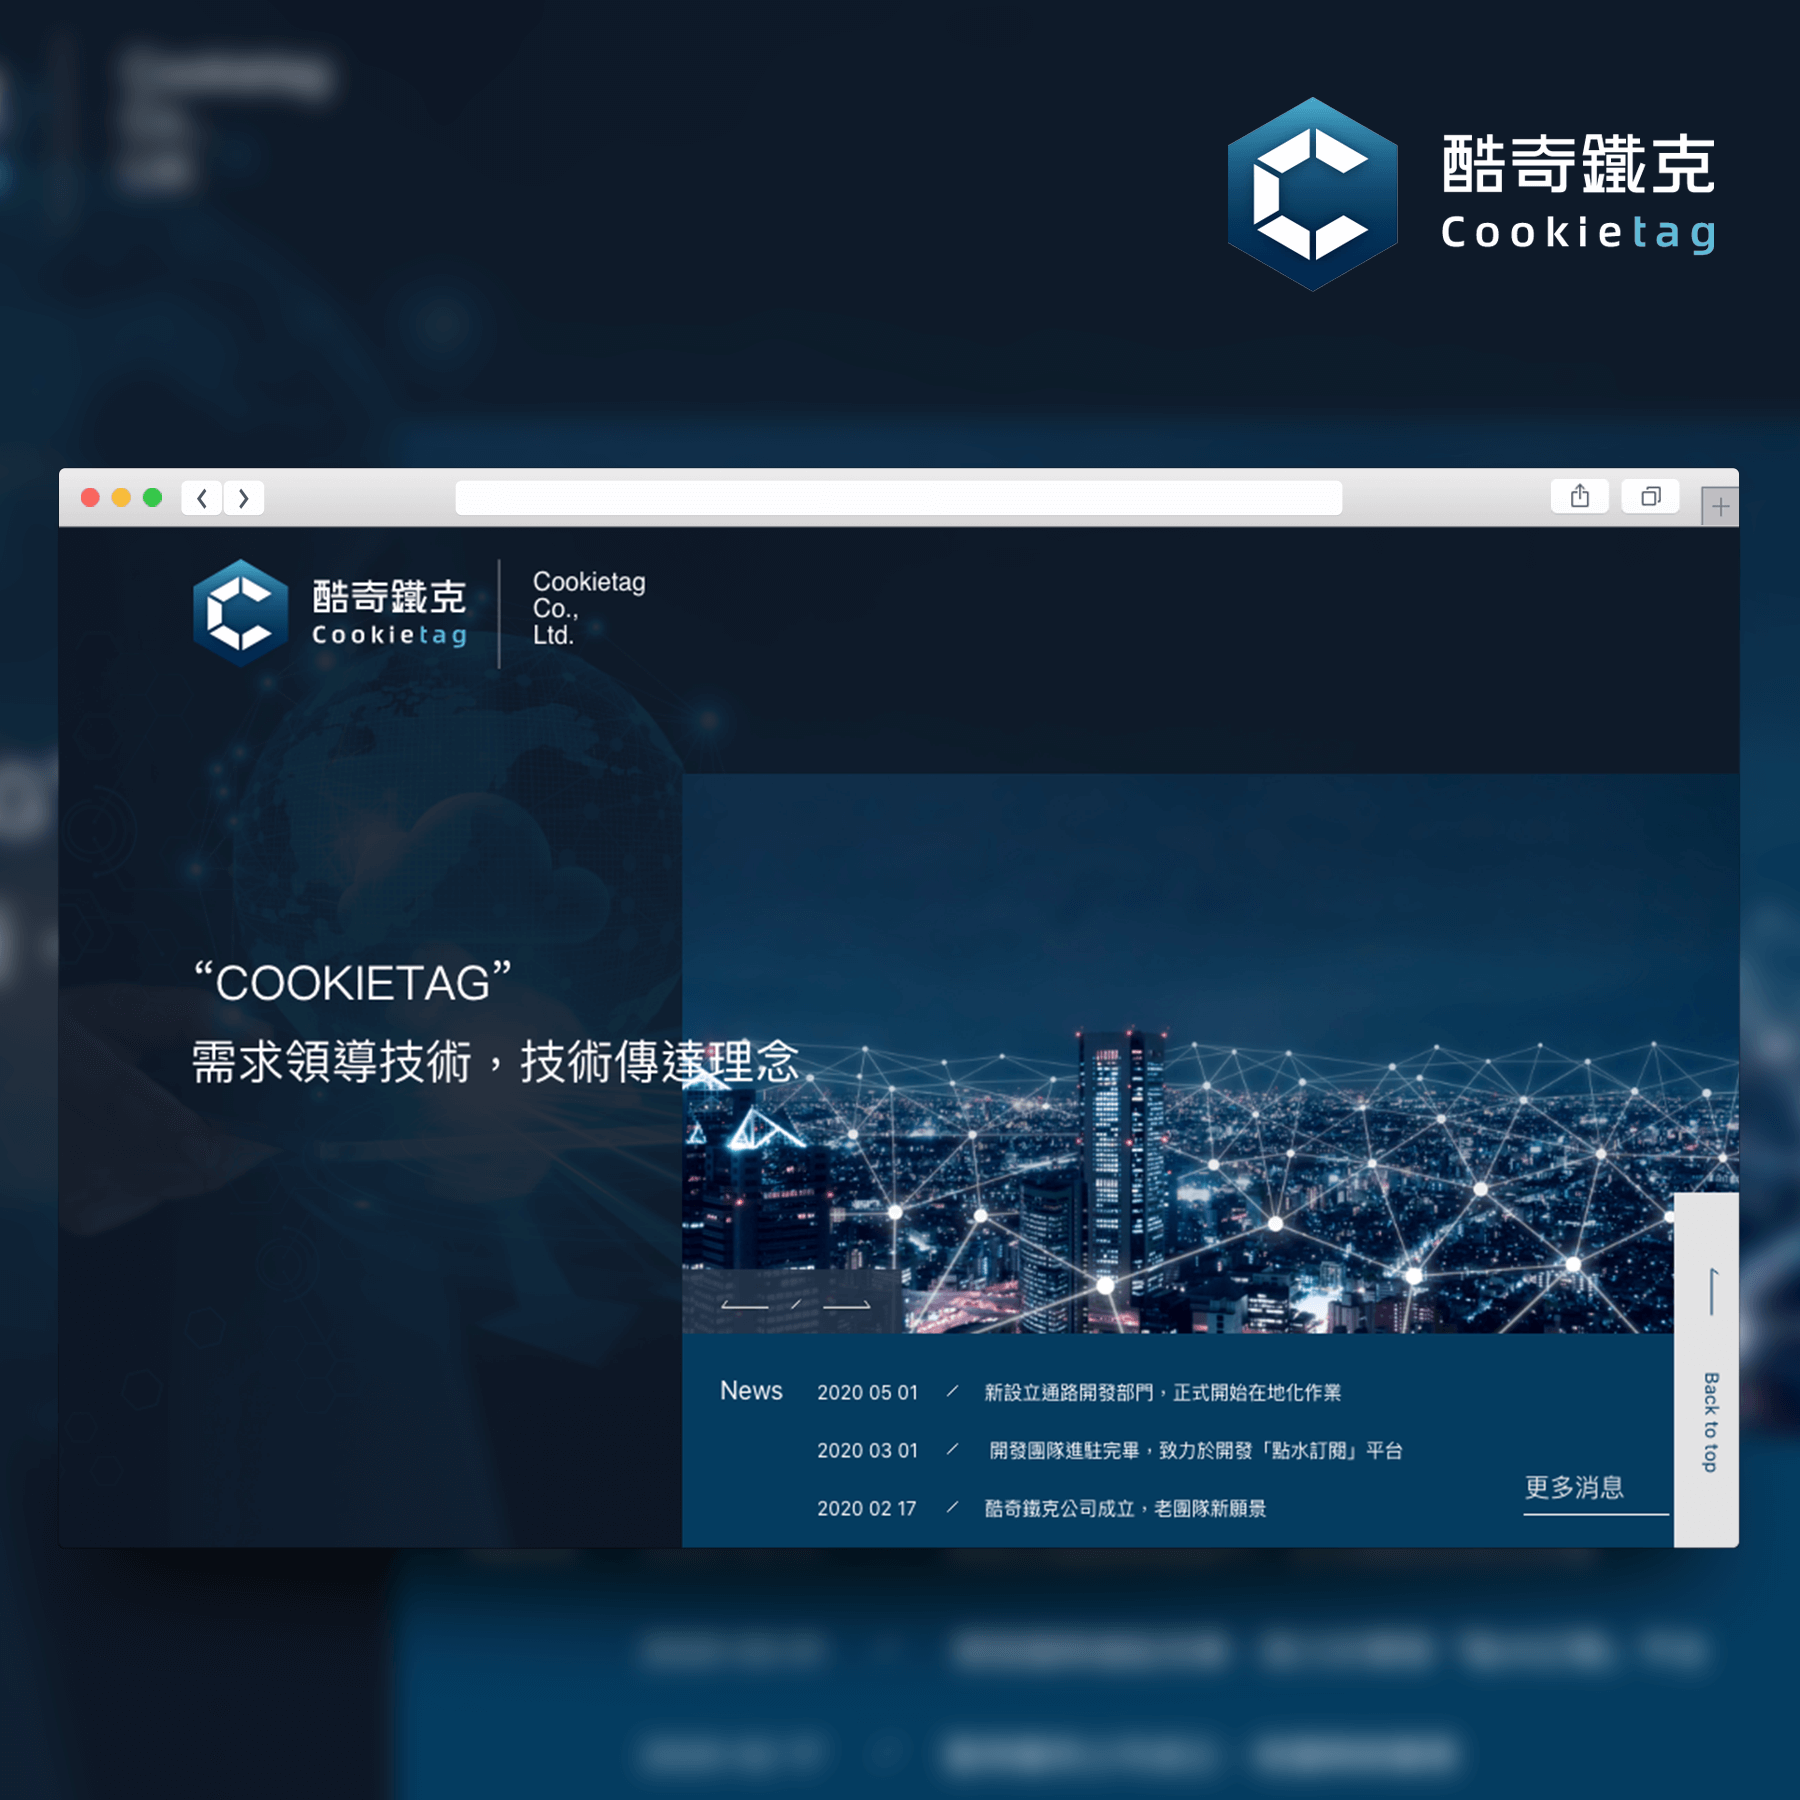 酷奇鐵克
Cookietag
酷奇鐵克
Cookietag
Cookietag
Co.,
Ltd.
“COOKIETAG”
需求領導技術，技術傳達理念
News
2020 05 01 ⁄ 新設立通路開發部門，正式開始在地化作業
2020 03 01 ⁄ 開發團隊進駐完畢，致力於開發「點水訂閱」平台
2020 02 17 ⁄ 酷奇鐵克公司成立，老團隊新願景
更多消息
Back to top